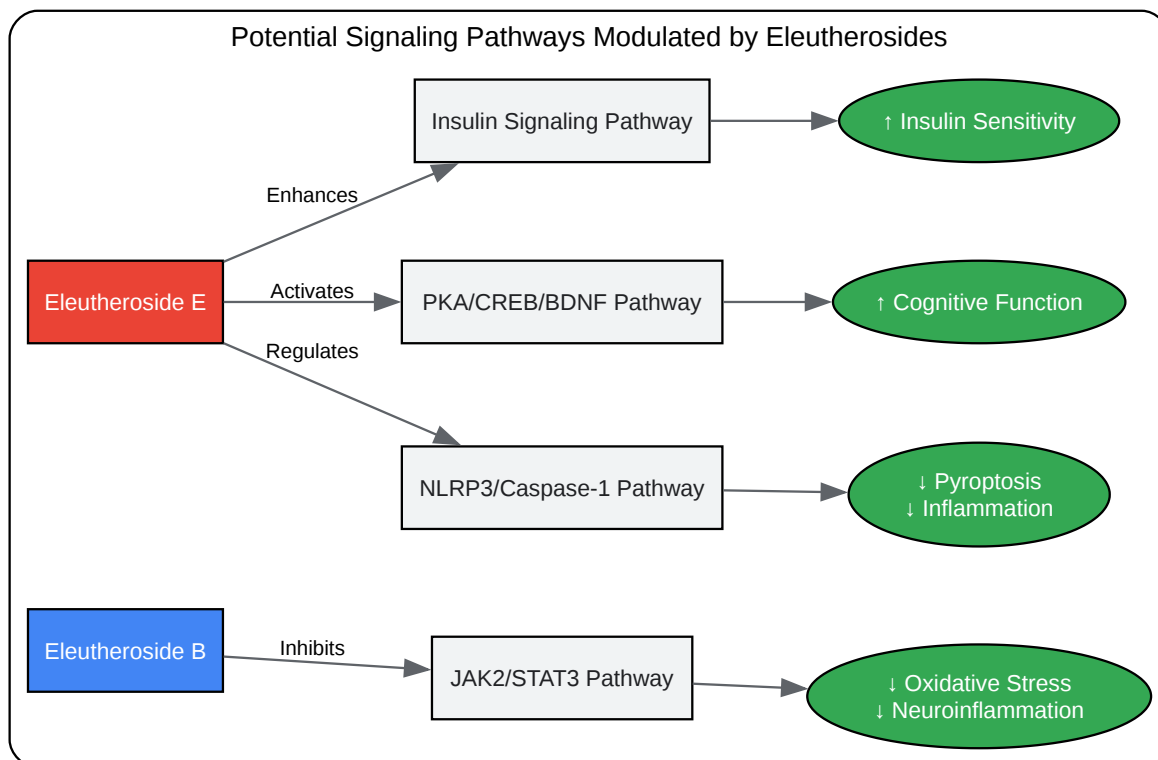 Potential Signaling Pathways Modulated by Eleutherosides
Insulin Signaling Pathway
↑ Insulin Sensitivity
Enhances
Eleutheroside E
Activates
PKA/CREB/BDNF Pathway
↑ Cognitive Function
Regulates
NLRP3/Caspase-1 Pathway
↓ Pyroptosis
↓ Inflammation
Eleutheroside B
Inhibits
JAK2/STAT3 Pathway
↓ Oxidative Stress
↓ Neuroinflammation